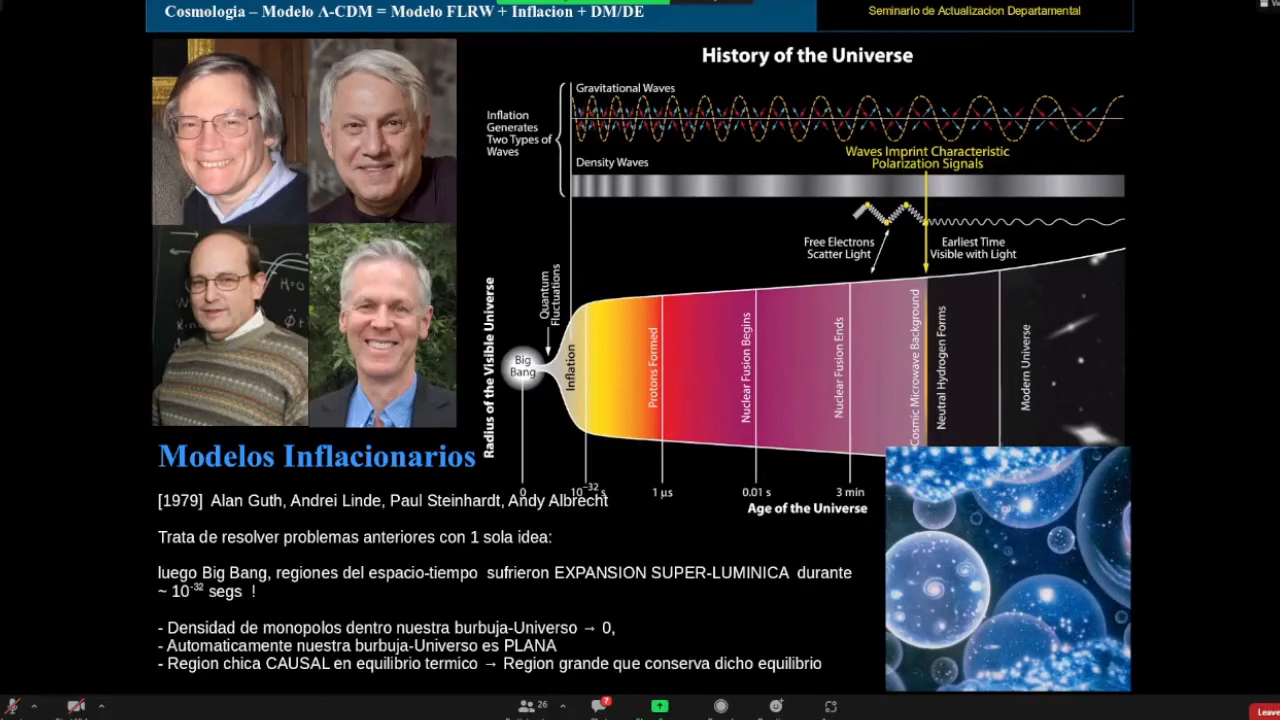 Cosmologia – Modelo Λ-CDM = Modelo FLRW + Inflacion + DM/DE
Seminario de Actualizacion Departamental
History of the Universe
Gravitational Waves
Inflation
Generates
Two Types of
Waves
Waves Imprint Characteristic
Polarization Signals
Density Waves
Free Electrons
Scatter Light
Earliest Time
Visible with Light
Radius of the Visible Universe
Quantum
Fluctuations
Big
Bang
Inflation
Protons Formed
Nuclear Fusion Begins
Nuclear Fusion Ends
Cosmic Microwave Background
Neutral Hydrogen Forms
Modern Universe
0
10⁻³² s
1 µs
0.01 s
3 min
Age of the Universe
Modelos Inflacionarios
[1979] Alan Guth, Andrei Linde, Paul Steinhardt, Andy Albrecht
Trata de resolver problemas anteriores con 1 sola idea:
luego Big Bang, regiones del espacio-tiempo sufrieron EXPANSION SUPER-LUMINICA durante
~ 10⁻³² segs !
- Densidad de monopolos dentro nuestra burbuja-Universo → 0,
- Automaticamente nuestra burbuja-Universo es PLANA
- Region chica CAUSAL en equilibrio termico → Region grande que conserva dicho equilibrio
26
7
Leave